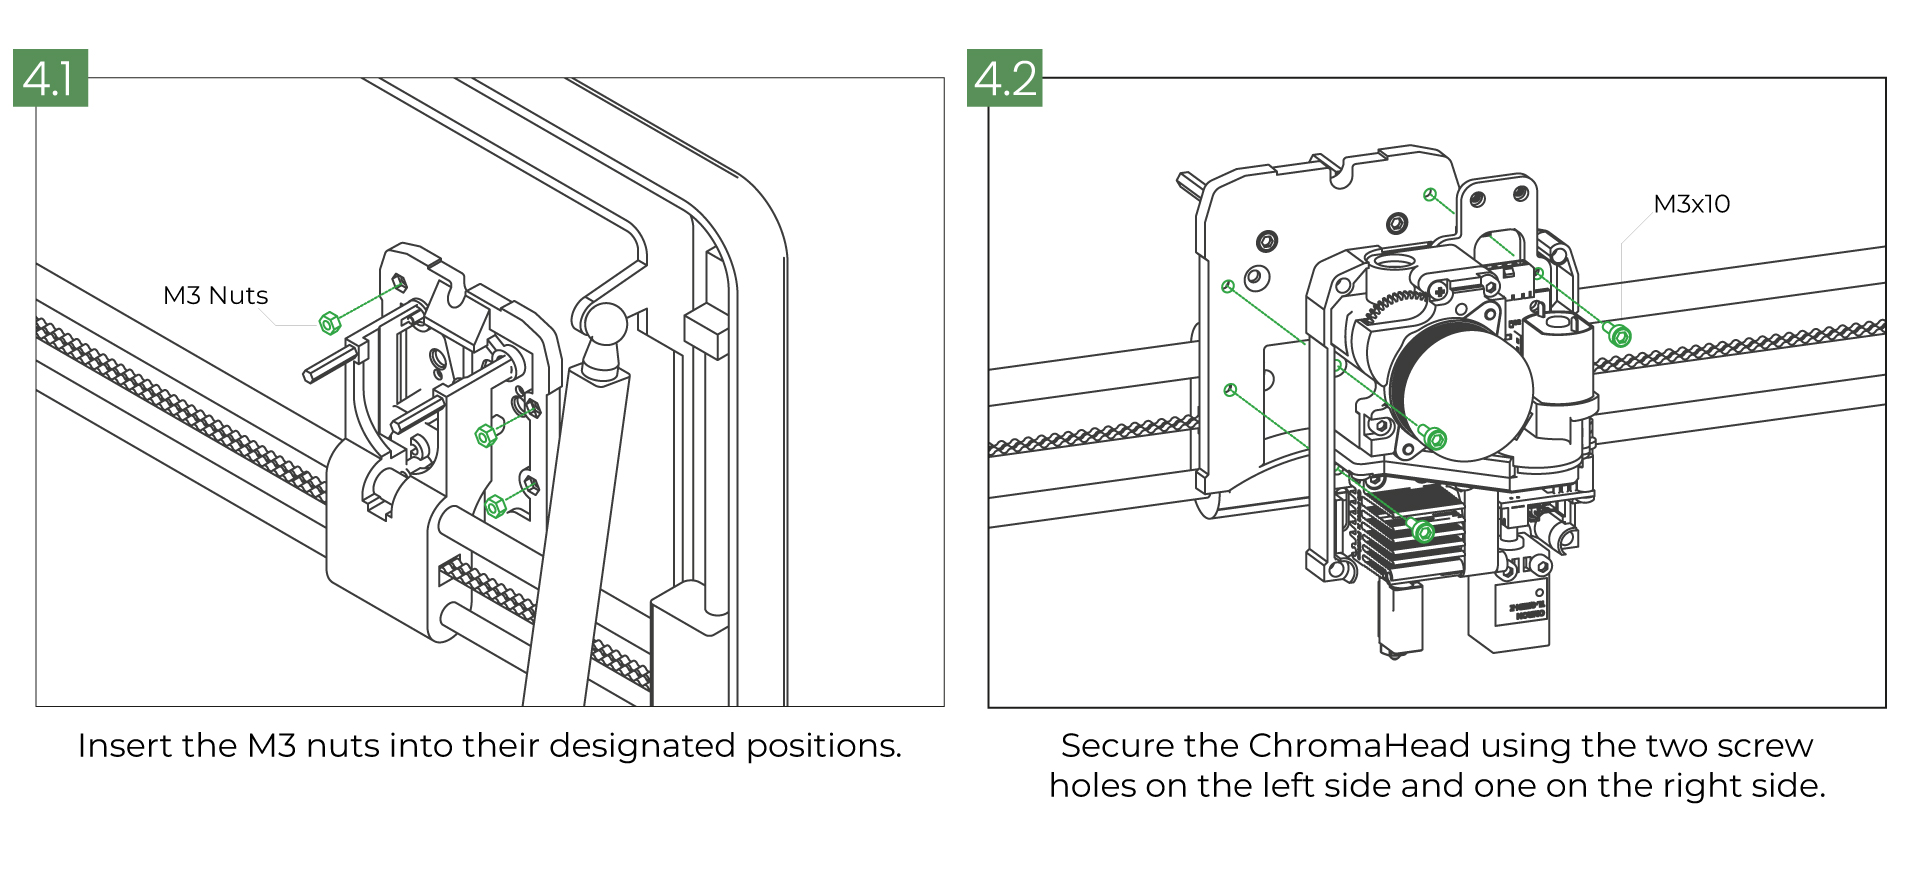 4.1
M3 Nuts
Insert the M3 nuts into their designated positions.
4.2
M3x10
OMRON
Secure the ChromaHead using the two screw
holes on the left side and one on the right side.